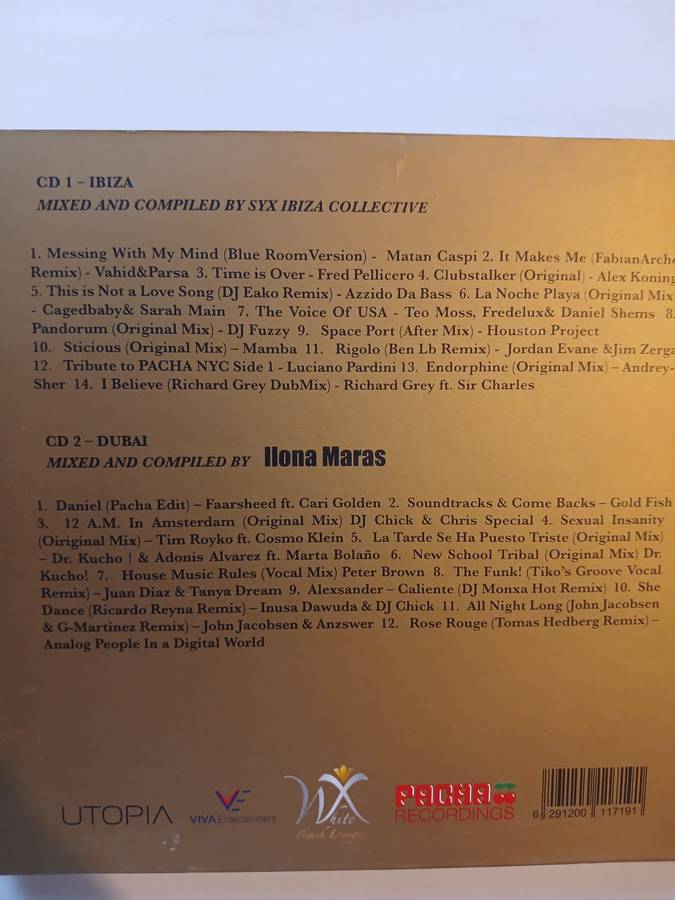 CD 1 – IBIZA
MIXED AND COMPILED BY SYX IBIZA COLLECTIVE
1. Messing With My Mind (Blue RoomVersion) - Matan Caspi 2. It Makes Me (FabianArche
Remix) - Vahid&Parsa 3. Time is Over - Fred Pellicero 4. Clubstalker (Original) - Alex Koning
5. This is Not a Love Song (DJ Eako Remix) - Azzido Da Bass 6. La Noche Playa (Original Mix
- Cagedbaby& Sarah Main 7. The Voice Of USA - Teo Moss, Fredelux& Daniel Shems 8.
Pandorum (Original Mix) - DJ Fuzzy 9. Space Port (After Mix) - Houston Project
10. Sticious (Original Mix) – Mamba 11. Rigolo (Ben Lb Remix) - Jordan Evane &Jim Zerga
12. Tribute to PACHA NYC Side 1 - Luciano Pardini 13. Endorphine (Original Mix) – Andrey-
Sher 14. I Believe (Richard Grey DubMix) - Richard Grey ft. Sir Charles
CD 2 – DUBAI
MIXED AND COMPILED BY Ilona Maras
1. Daniel (Pacha Edit) – Faarsheed ft. Cari Golden 2. Soundtracks & Come Backs – Gold Fish
3. 12 A.M. In Amsterdam (Original Mix) DJ Chick & Chris Special 4. Sexual Insanity
(Oiriginal Mix) – Tim Royko ft. Cosmo Klein 5. La Tarde Se Ha Puesto Triste (Original Mix)
– Dr. Kucho ! & Adonis Alvarez ft. Marta Bolaño 6. New School Tribal (Original Mix) Dr.
Kucho! 7. House Music Rules (Vocal Mix) Peter Brown 8. The Funk! (Tiko's Groove Vocal
Remix) – Juan Diaz & Tanya Dream 9. Alexsander – Caliente (DJ Monxa Hot Remix) 10. She
Dance (Ricardo Reyna Remix) – Inusa Dawuda & DJ Chick 11. All Night Long (John Jacobsen
& G-Martinez Remix) – John Jacobsen & Anzswer 12. Rose Rouge (Tomas Hedberg Remix) –
Analog People In a Digital World
UTOPIA
VE
VIVA Entertainment
WX
White
Beach Lounge
PACHA
RECORDINGS
6 291200 117191